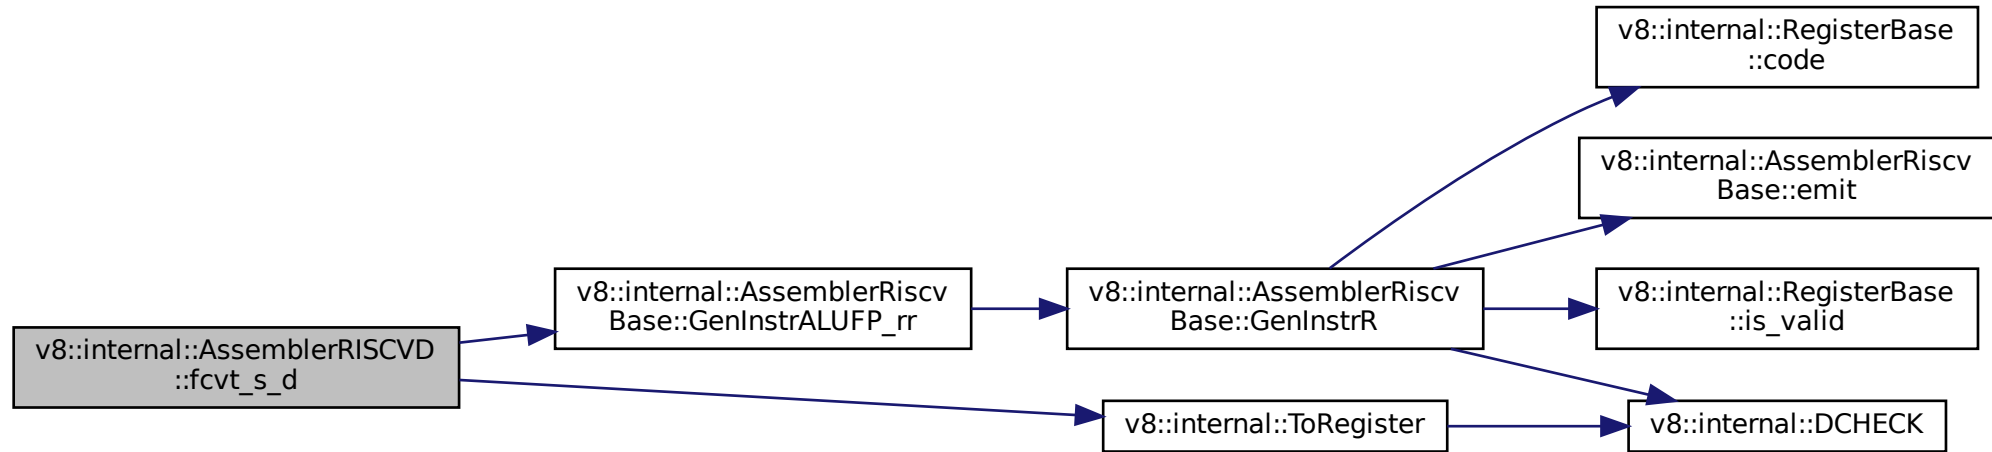 v8::internal::RegisterBase
::code
v8::internal::AssemblerRiscv
Base::emit
v8::internal::AssemblerRiscv
Base::GenInstrALUFP_rr
v8::internal::AssemblerRiscv
Base::GenInstrR
v8::internal::RegisterBase
::is_valid
v8::internal::AssemblerRISCVD
::fcvt_s_d
v8::internal::ToRegister
v8::internal::DCHECK